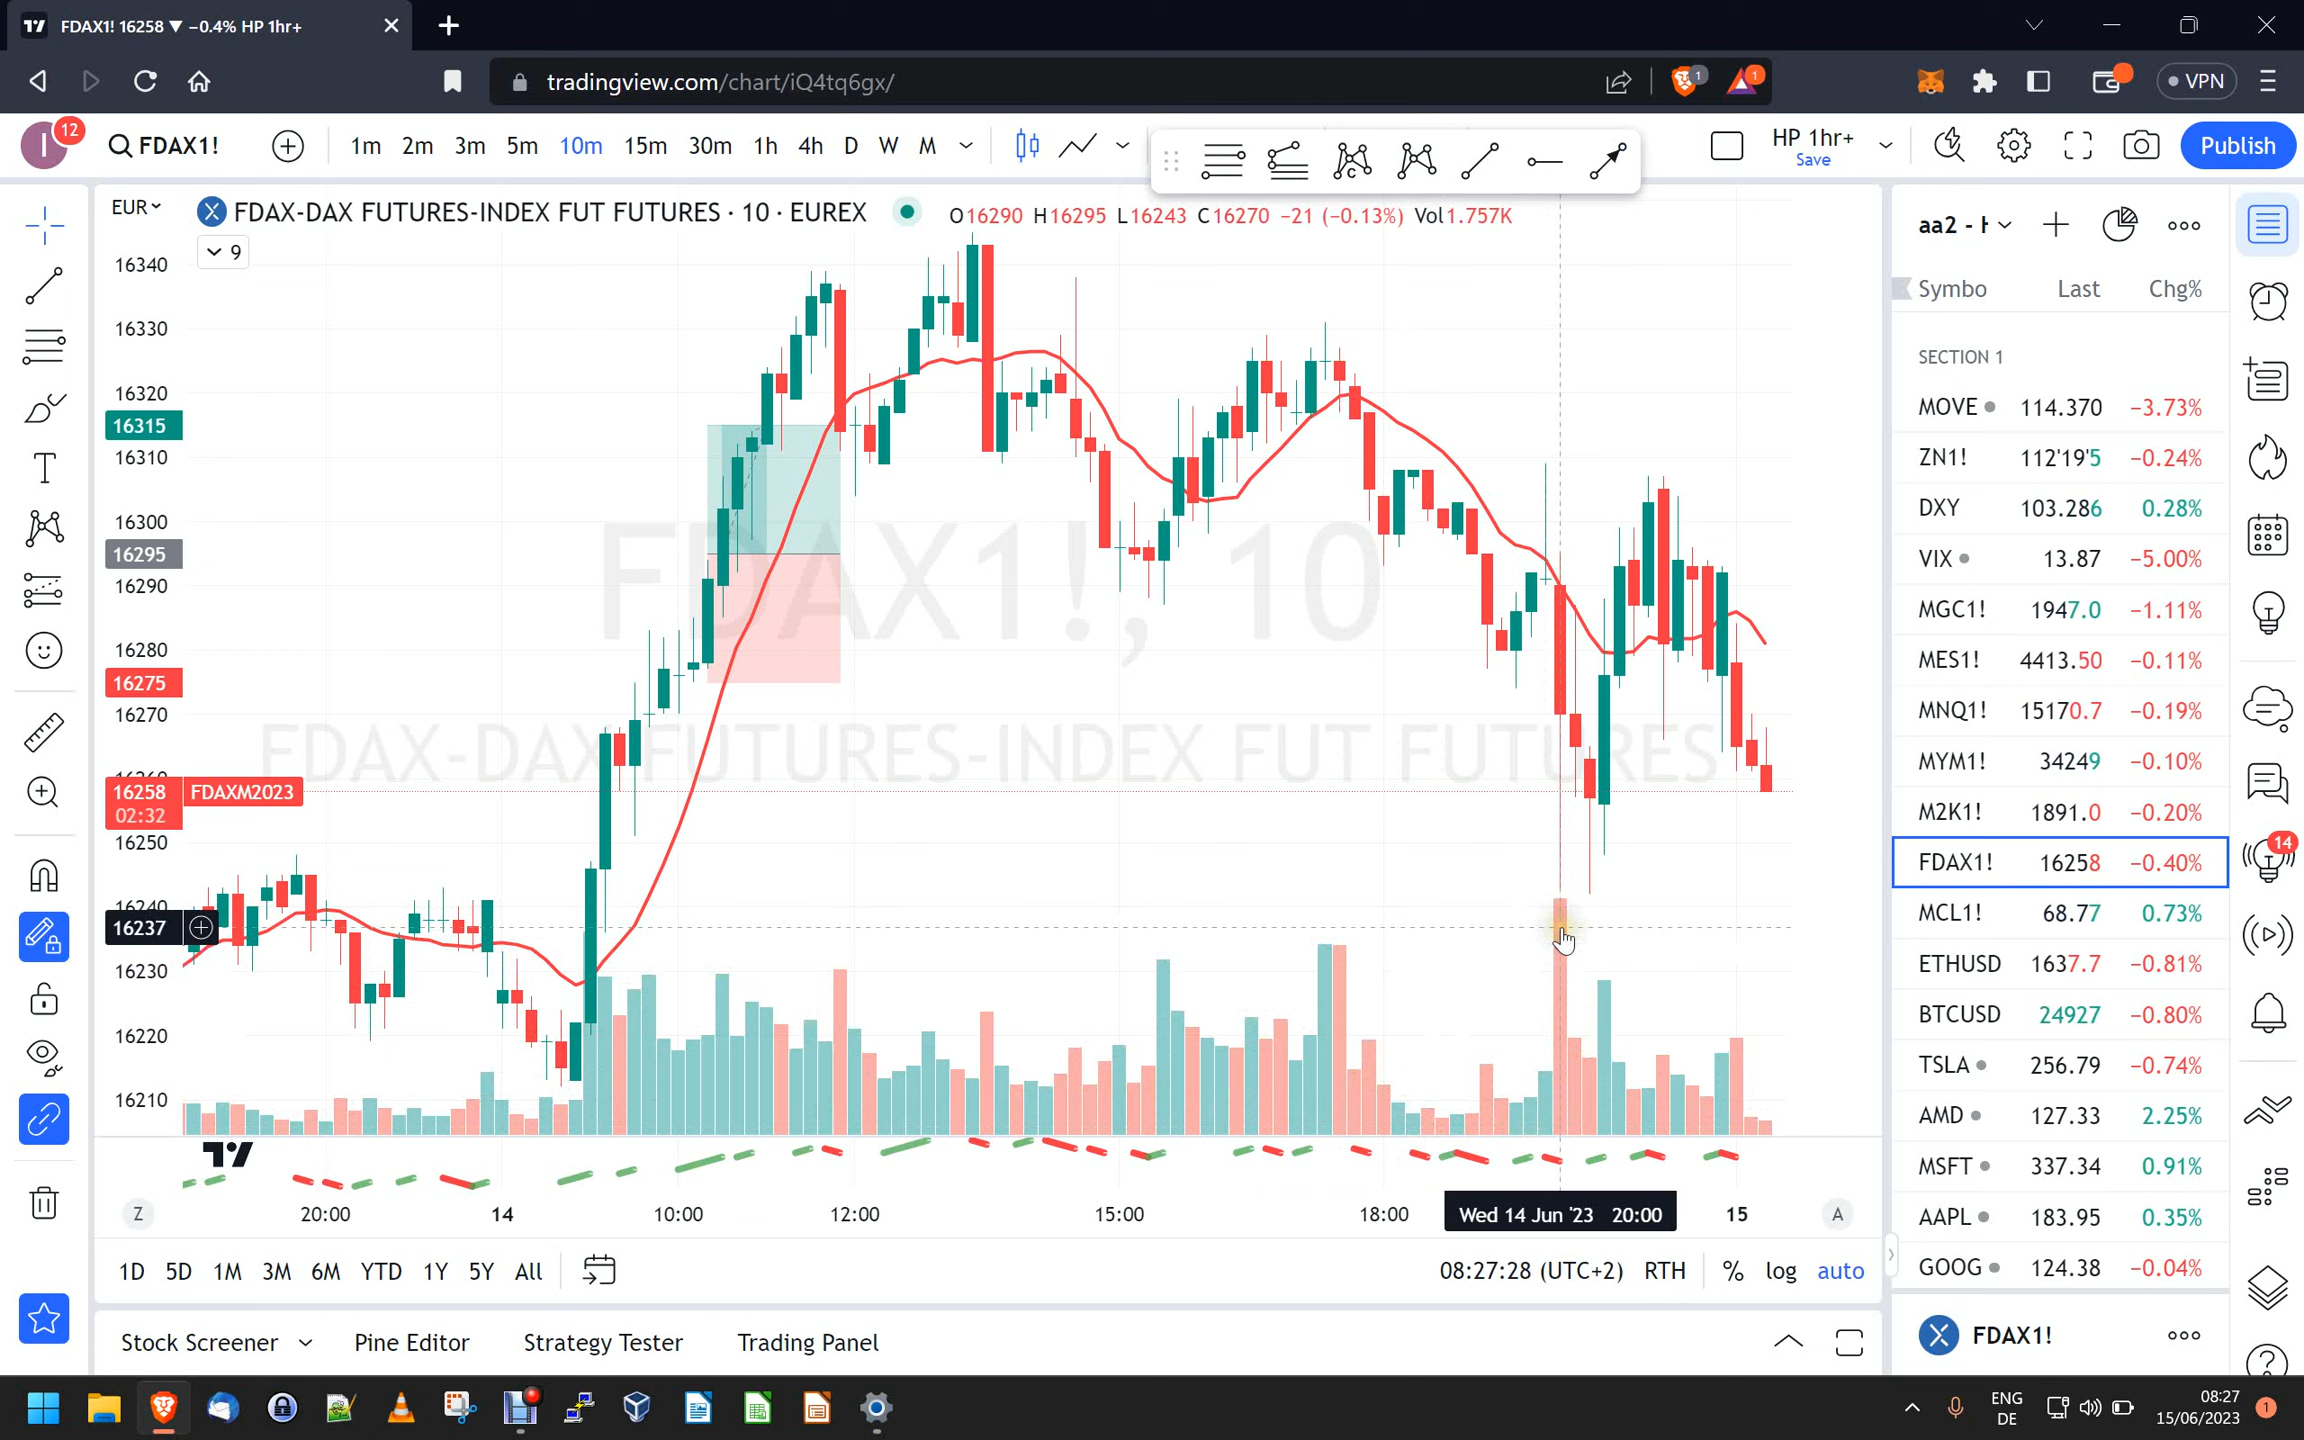 FDAX1! 16258 ▼ −0.4% HP 1hr+
tradingview.com/chart/iQ4tq6gx/
1
1
VPN
I
12
FDAX1!
1m 2m 3m 5m 10m 15m 30m 1h 4h D W M
HP 1hr+
Save
Publish
EUR
FDAX-DAX FUTURES-INDEX FUT FUTURES · 10 · EUREX
O16290 H16295 L16243 C16270 −21 (−0.13%) Vol1.757K
9
FDAX1!, 10
FDAX-DAX FUTURES-INDEX FUT FUTURES
16340
16330
16320
16315
16310
16300
16295
16290
16280
16275
16270
16260
16258 FDAXM2023
02:32
16250
16240
16237
16230
16220
16210
Z 20:00 14 10:00 12:00 15:00 18:00 Wed 14 Jun '23 20:00 15 A
1D 5D 1M 3M 6M YTD 1Y 5Y All
08:27:28 (UTC+2) RTH % log auto
Stock Screener Pine Editor Strategy Tester Trading Panel
aa2 - H
Symbo Last Chg%
SECTION 1
MOVE 114.370 −3.73%
ZN1! 112'19'5 −0.24%
DXY 103.286 0.28%
VIX 13.87 −5.00%
MGC1! 1947.0 −1.11%
MES1! 4413.50 −0.11%
MNQ1! 15170.7 −0.19%
MYM1! 34249 −0.10%
M2K1! 1891.0 −0.20%
FDAX1! 16258 −0.40%
MCL1! 68.77 0.73%
ETHUSD 1637.7 −0.81%
BTCUSD 24927 −0.80%
TSLA 256.79 −0.74%
AMD 127.33 2.25%
MSFT 337.34 0.91%
AAPL 183.95 0.35%
GOOG 124.38 −0.04%
FDAX1!
14
ENG
DE
08:27
15/06/2023
1